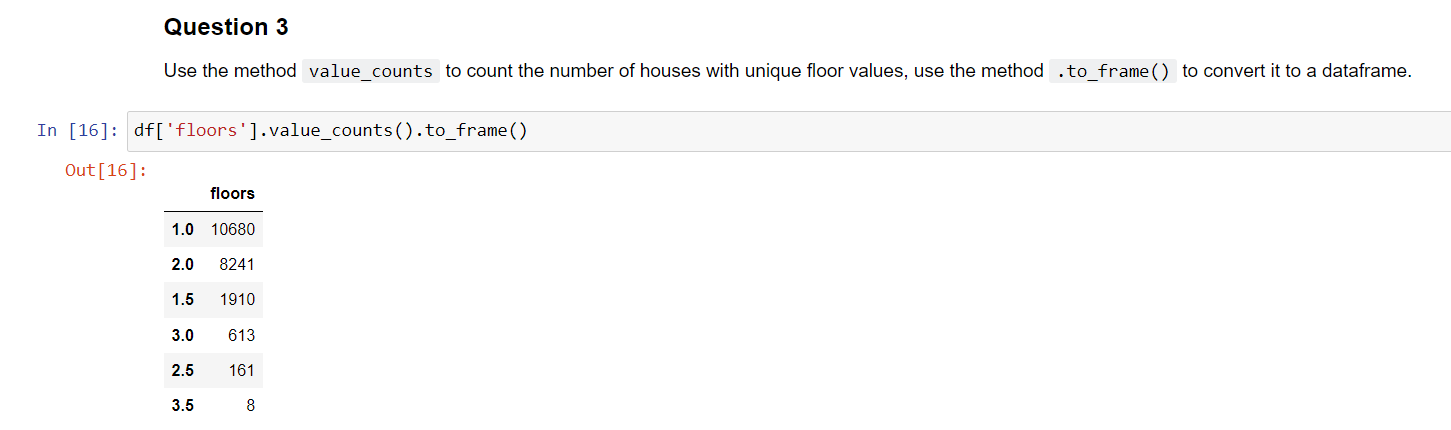 Question 3
Use the method value_counts to count the number of houses with unique floor values, use the method .to_frame() to convert it to a dataframe.
In [16]: df['floors'].value_counts().to_frame()
Out[16]:
floors
1.0 10680
2.0 8241
1.5 1910
3.0 613
2.5 161
3.5 8